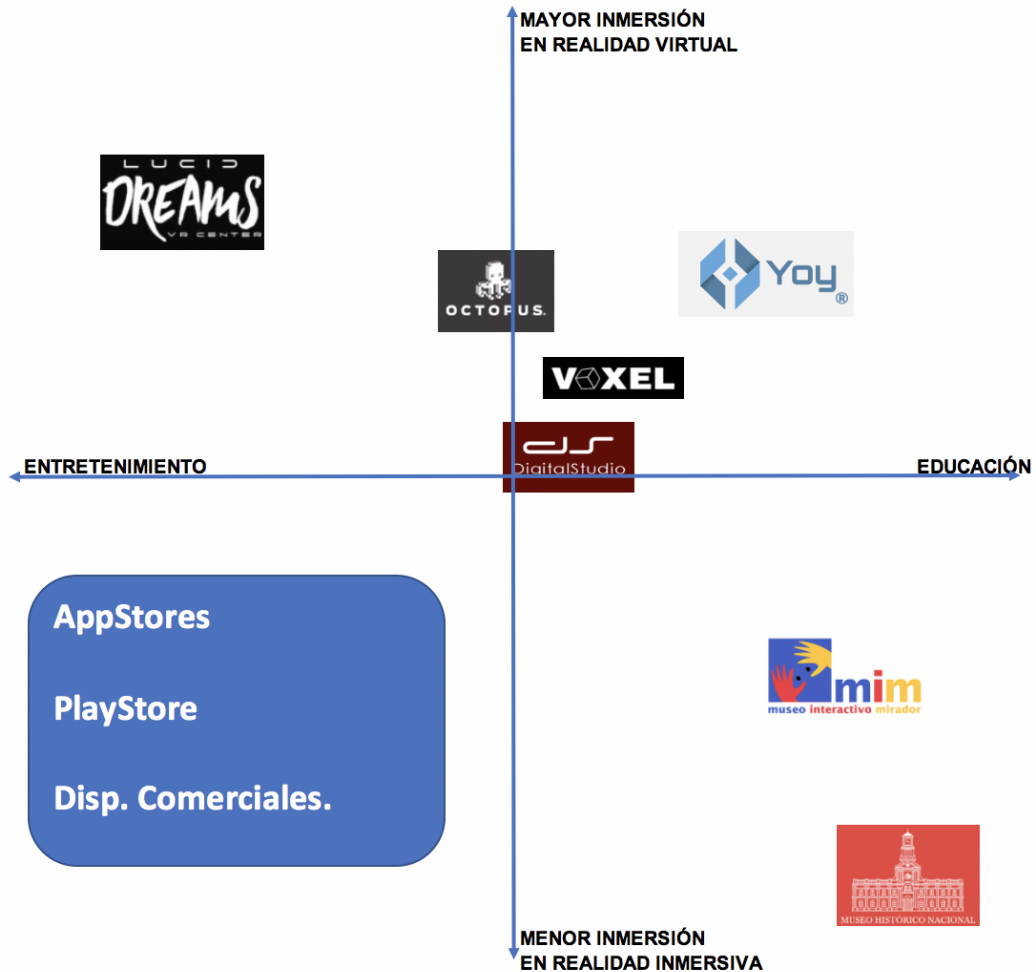 MAYOR INMERSIÓN
EN REALIDAD VIRTUAL
LUCID
DREAMS
VR CENTER
OCTOPUS.
Yoy®
VOXEL
DigitalStudio
ENTRETENIMIENTO
EDUCACIÓN
AppStores
PlayStore
Disp. Comerciales.
mim
museo interactivo mirador
MUSEO HISTÓRICO NACIONAL
MENOR INMERSIÓN
EN REALIDAD INMERSIVA